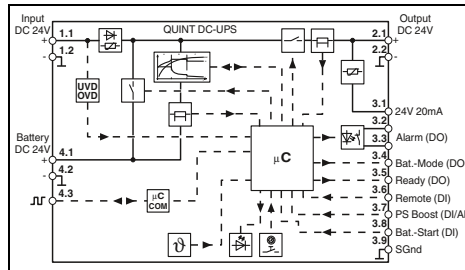 Input
DC 24V
QUINT DC-UPS
Output
DC 24V
1.1
+
1.2
-
2.1
+
2.2
-
UVD
OVD
3.1
24V 20mA
3.2
Alarm (DO)
3.3
Battery
DC 24V
4.1
+
4.2
-
4.3
µC
µC
COM
3.4
Bat.-Mode (DO
3.5
Ready (DO)
3.6
Remote (DI)
3.7
PS Boost (DI/AI
3.8
Bat.-Start (DI)
3.9
SGnd
ϑ